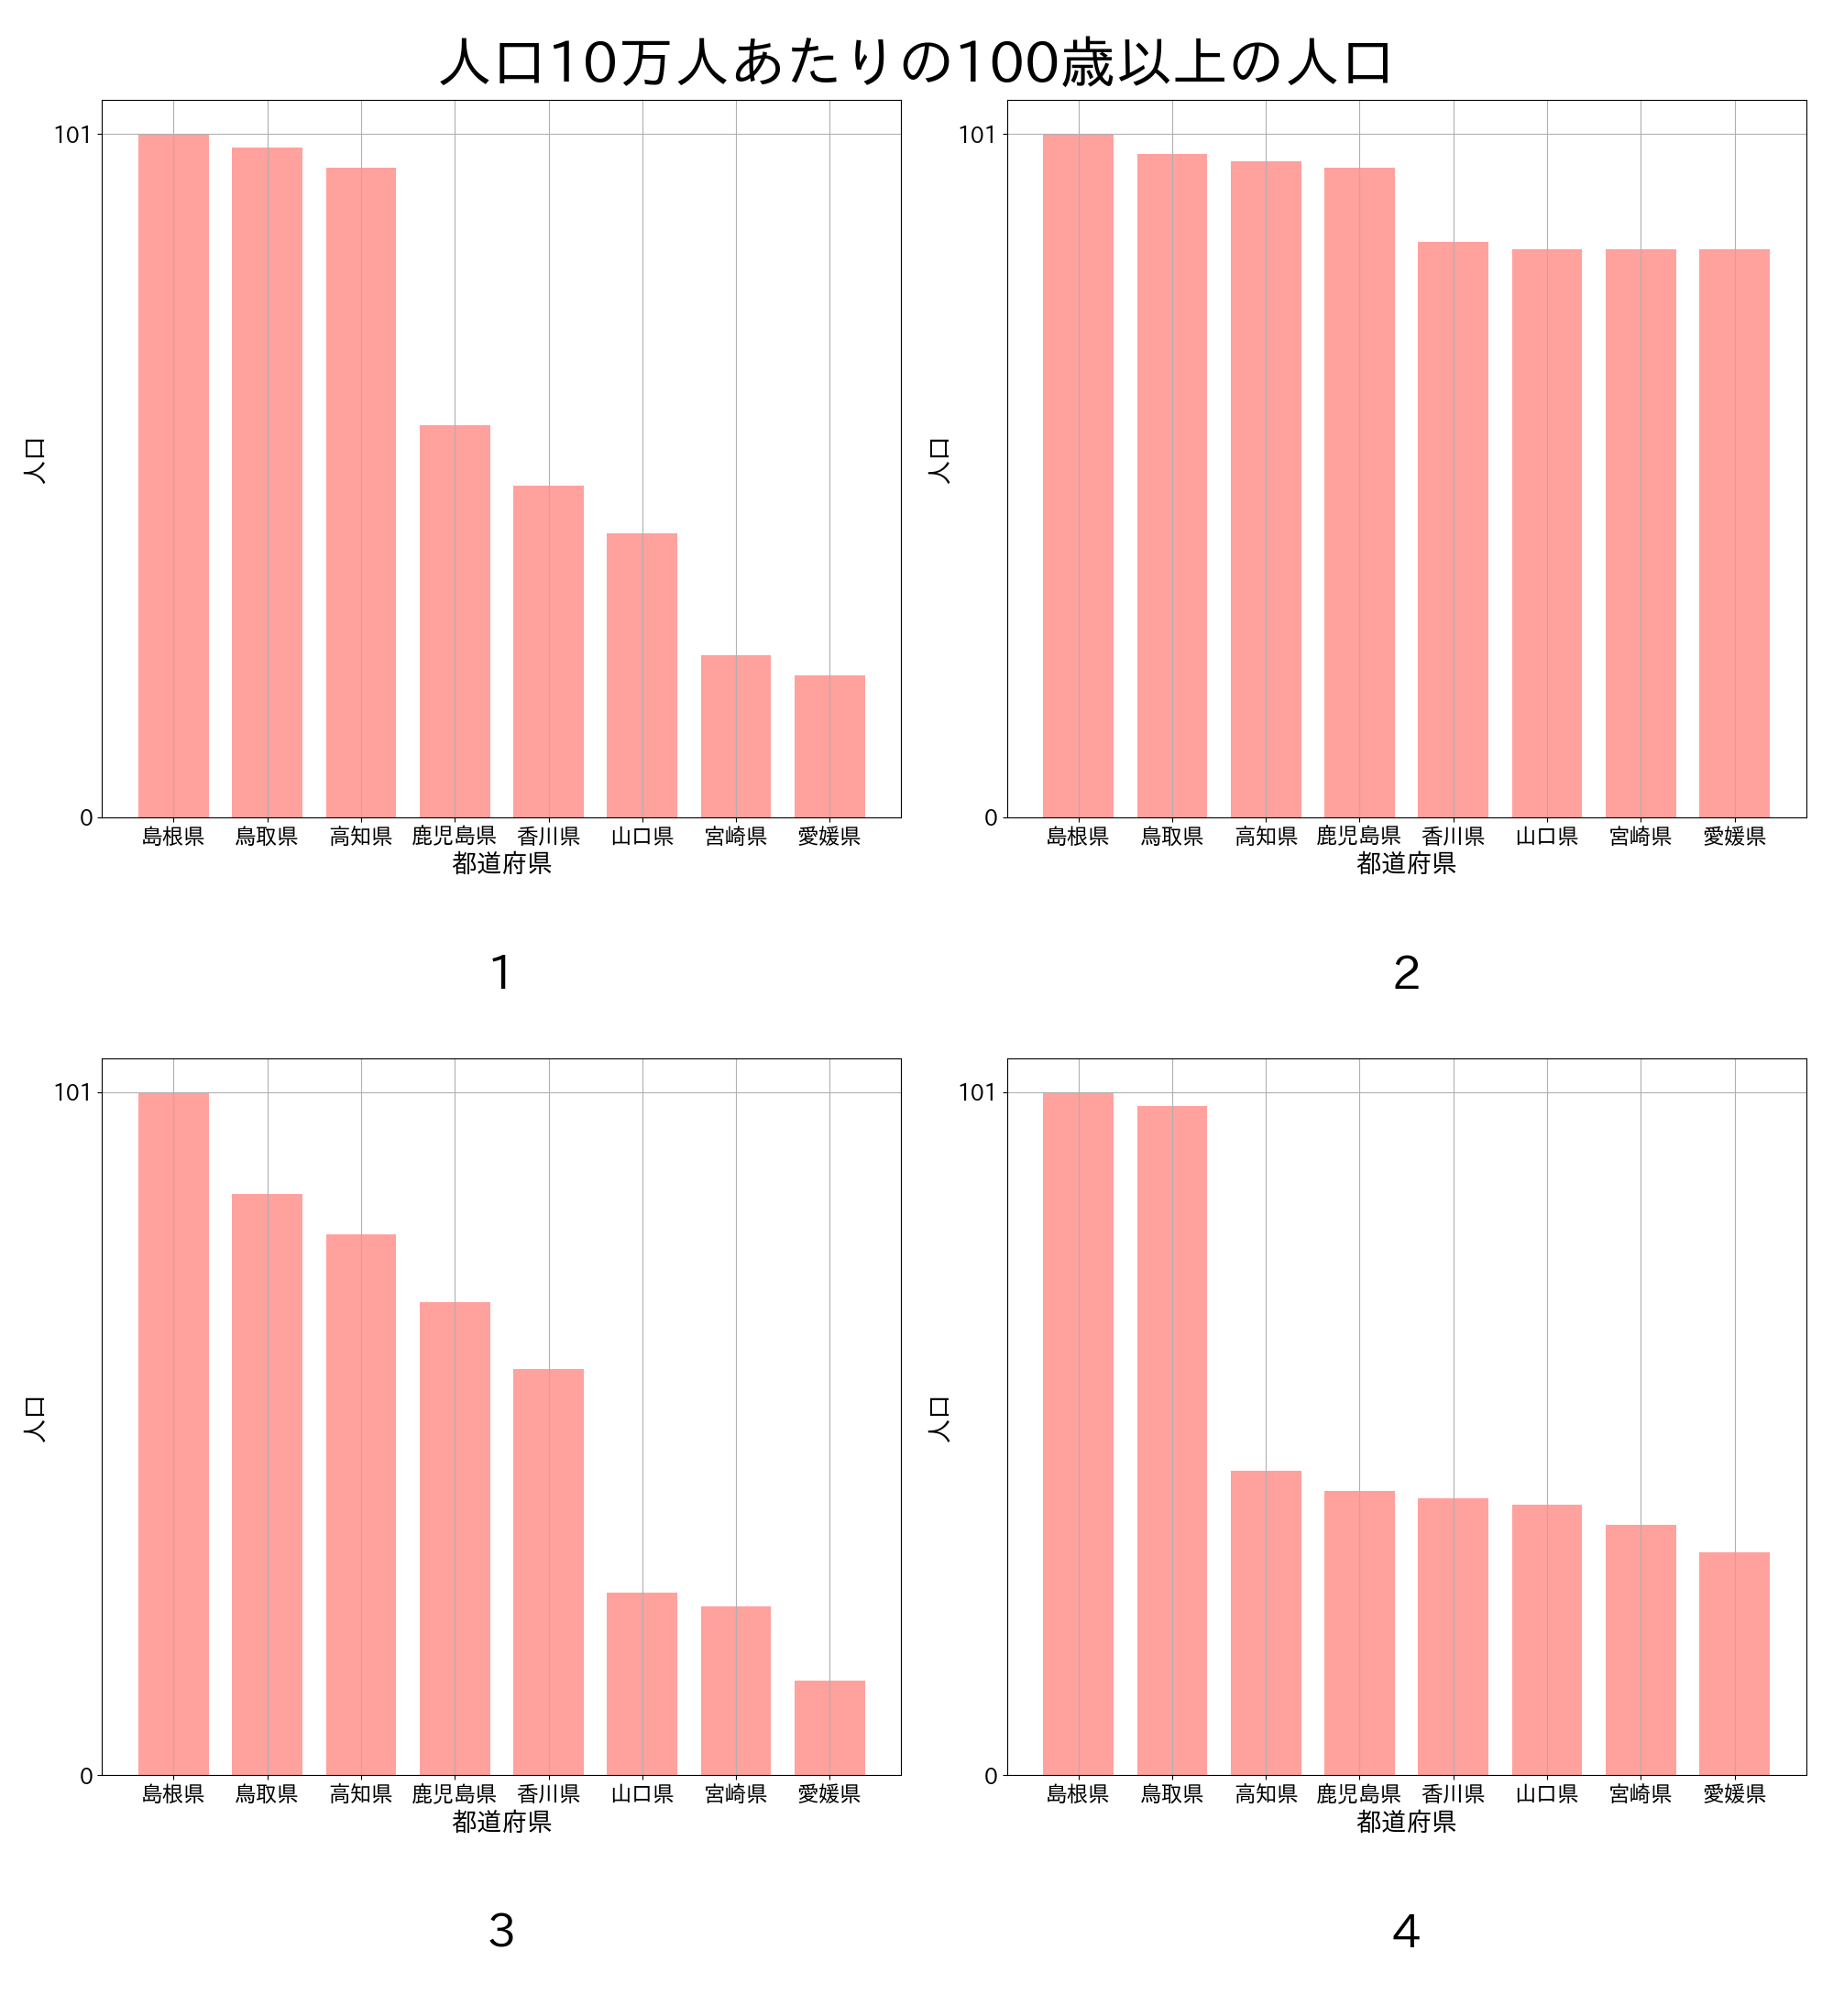 人口10万人あたりの100歳以上の人口
101
0
人口
島根県 鳥取県 高知県 鹿児島県 香川県 山口県 宮崎県 愛媛県
都道府県
1
101
0
人口
島根県 鳥取県 高知県 鹿児島県 香川県 山口県 宮崎県 愛媛県
都道府県
2
101
0
人口
島根県 鳥取県 高知県 鹿児島県 香川県 山口県 宮崎県 愛媛県
都道府県
3
101
0
人口
島根県 鳥取県 高知県 鹿児島県 香川県 山口県 宮崎県 愛媛県
都道府県
4